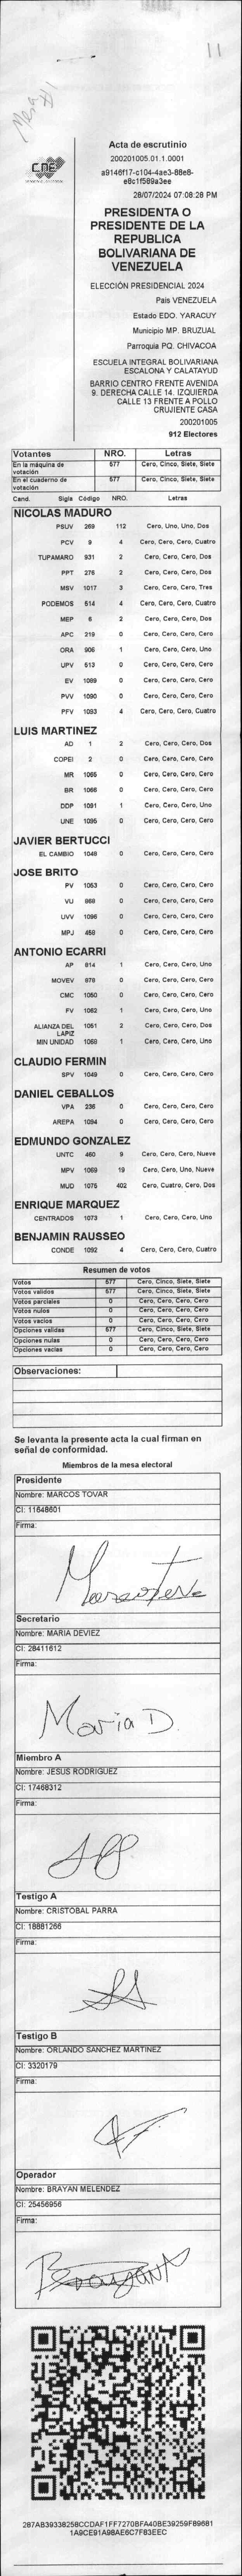 11
Mesa #1
CNE
Acta de escrutinio
200201005.01.1.0001
a9146f17-c104-4ae3-88e8-
e8c1f589a3ee
28/07/2024 07:08:28 PM
PRESIDENTA O
PRESIDENTE DE LA
REPUBLICA
BOLIVARIANA DE
VENEZUELA
ELECCIÓN PRESIDENCIAL 2024
País VENEZUELA
Estado EDO. YARACUY
Municipio MP. BRUZUAL
Parroquia PQ. CHIVACOA
ESCUELA INTEGRAL BOLIVARIANA
ESCALONA Y CALATAYUD
BARRIO CENTRO FRENTE AVENIDA
9. DERECHA CALLE 14. IZQUIERDA
CALLE 13 FRENTE A POLLO
CRUJIENTE CASA
200201005
912 Electores
Votantes NRO. Letras
En la máquina de votación 577 Cero, Cinco, Siete, Siete
En el cuaderno de votación 577 Cero, Cinco, Siete, Siete
Cand. Sigla Código NRO. Letras
NICOLAS MADURO
PSUV 269 112 Cero, Uno, Uno, Dos
PCV 9 4 Cero, Cero, Cero, Cuatro
TUPAMARO 931 2 Cero, Cero, Cero, Dos
PPT 276 2 Cero, Cero, Cero, Dos
MSV 1017 3 Cero, Cero, Cero, Tres
PODEMOS 514 4 Cero, Cero, Cero, Cuatro
MEP 6 2 Cero, Cero, Cero, Dos
APC 219 0 Cero, Cero, Cero, Cero
ORA 906 1 Cero, Cero, Cero, Uno
UPV 513 0 Cero, Cero, Cero, Cero
EV 1089 0 Cero, Cero, Cero, Cero
PVV 1090 0 Cero, Cero, Cero, Cero
PFV 1093 4 Cero, Cero, Cero, Cuatro
LUIS MARTINEZ
AD 1 2 Cero, Cero, Cero, Dos
COPEI 2 0 Cero, Cero, Cero, Cero
MR 1065 0 Cero, Cero, Cero, Cero
BR 1066 0 Cero, Cero, Cero, Cero
DDP 1091 1 Cero, Cero, Cero, Uno
UNE 1095 0 Cero, Cero, Cero, Cero
JAVIER BERTUCCI
EL CAMBIO 1048 0 Cero, Cero, Cero, Cero
JOSE BRITO
PV 1053 0 Cero, Cero, Cero, Cero
VU 868 0 Cero, Cero, Cero, Cero
UVV 1096 0 Cero, Cero, Cero, Cero
MPJ 458 0 Cero, Cero, Cero, Cero
ANTONIO ECARRI
AP 814 1 Cero, Cero, Cero, Uno
MOVEV 978 0 Cero, Cero, Cero, Cero
CMC 1050 0 Cero, Cero, Cero, Cero
FV 1062 1 Cero, Cero, Cero, Uno
ALIANZA DEL LAPIZ 1051 2 Cero, Cero, Cero, Dos
MIN UNIDAD 1068 1 Cero, Cero, Cero, Uno
CLAUDIO FERMIN
SPV 1049 0 Cero, Cero, Cero, Cero
DANIEL CEBALLOS
VPA 236 0 Cero, Cero, Cero, Cero
AREPA 1094 0 Cero, Cero, Cero, Cero
EDMUNDO GONZALEZ
UNTC 460 9 Cero, Cero, Cero, Nueve
MPV 1069 19 Cero, Cero, Uno, Nueve
MUD 1075 402 Cero, Cuatro, Cero, Dos
ENRIQUE MARQUEZ
CENTRADOS 1073 1 Cero, Cero, Cero, Uno
BENJAMIN RAUSSEO
CONDE 1092 4 Cero, Cero, Cero, Cuatro
Resumen de votos
Votos 577 Cero, Cinco, Siete, Siete
Votos validos 577 Cero, Cinco, Siete, Siete
Votos parciales 0 Cero, Cero, Cero, Cero
Votos nulos 0 Cero, Cero, Cero, Cero
Votos vacios 0 Cero, Cero, Cero, Cero
Opciones validas 577 Cero, Cinco, Siete, Siete
Opciones nulas 0 Cero, Cero, Cero, Cero
Opciones vacias 0 Cero, Cero, Cero, Cero
Observaciones:
Se levanta la presente acta la cual firman en
señal de conformidad.
Miembros de la mesa electoral
Presidente
Nombre: MARCOS TOVAR
CI: 11648601
Firma:
Secretario
Nombre: MARIA DEVIEZ
CI: 28411612
Firma:
Maria D.
Miembro A
Nombre: JESUS RODRIGUEZ
CI: 17468312
Firma:
Testigo A
Nombre: CRISTOBAL PARRA
CI: 18881266
Firma:
Testigo B
Nombre: ORLANDO SANCHEZ MARTINEZ
CI: 3320179
Firma:
Operador
Nombre: BRAYAN MELENDEZ
CI: 25456956
Firma:
287AB39338258CCDAF1FF7270BFA40BE39259F89681
1A9CE91A98AE6C7F83EEC